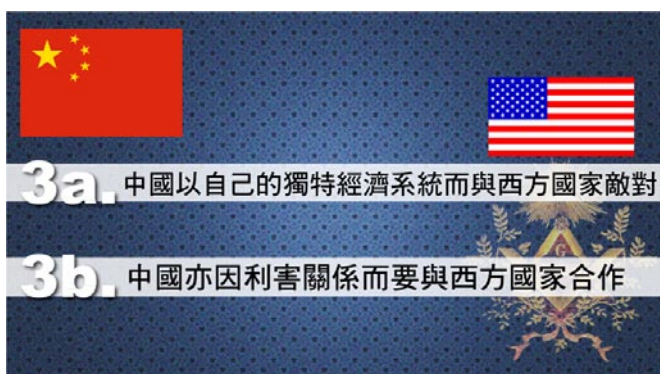 3a. 中國以自己的獨特經濟系統而與西方國家敵對
3b. 中國亦因利害關係而要與西方國家合作
G